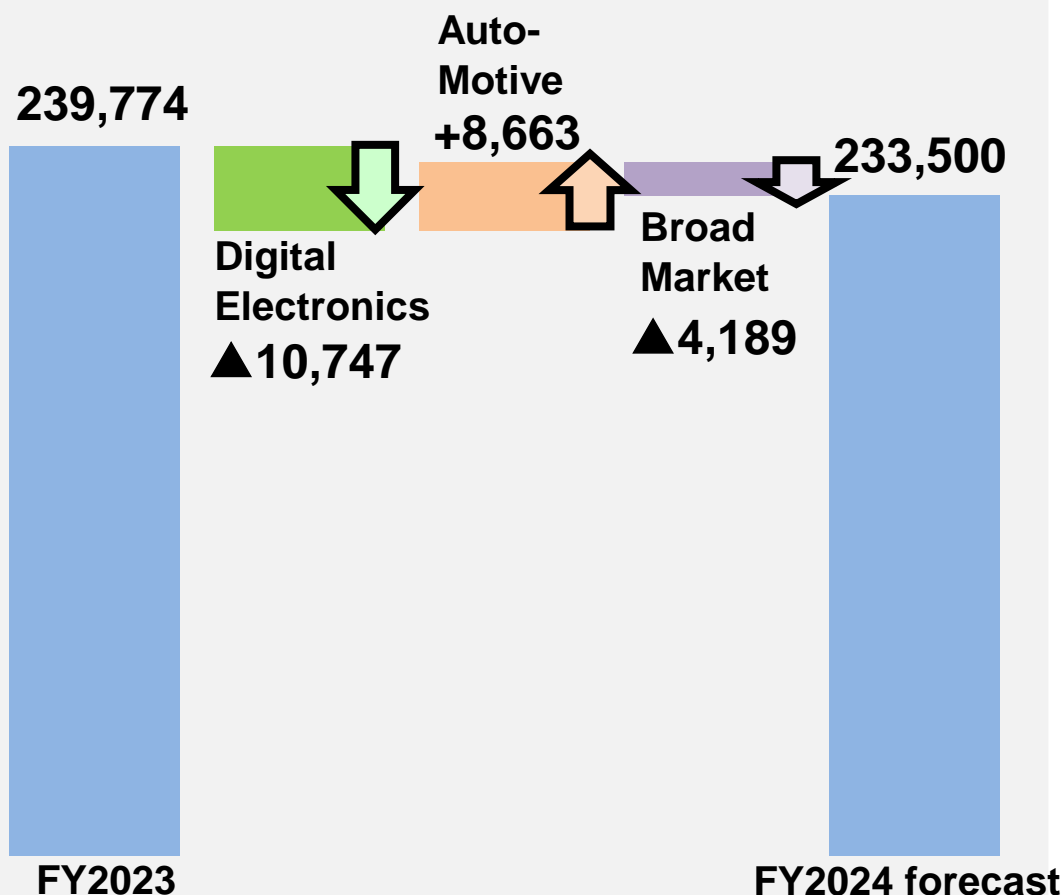 239,774
Digital
Electronics
▲10,747
Auto-
Motive
+8,663
Broad
Market
▲4,189
233,500
FY2023
FY2024 forecast